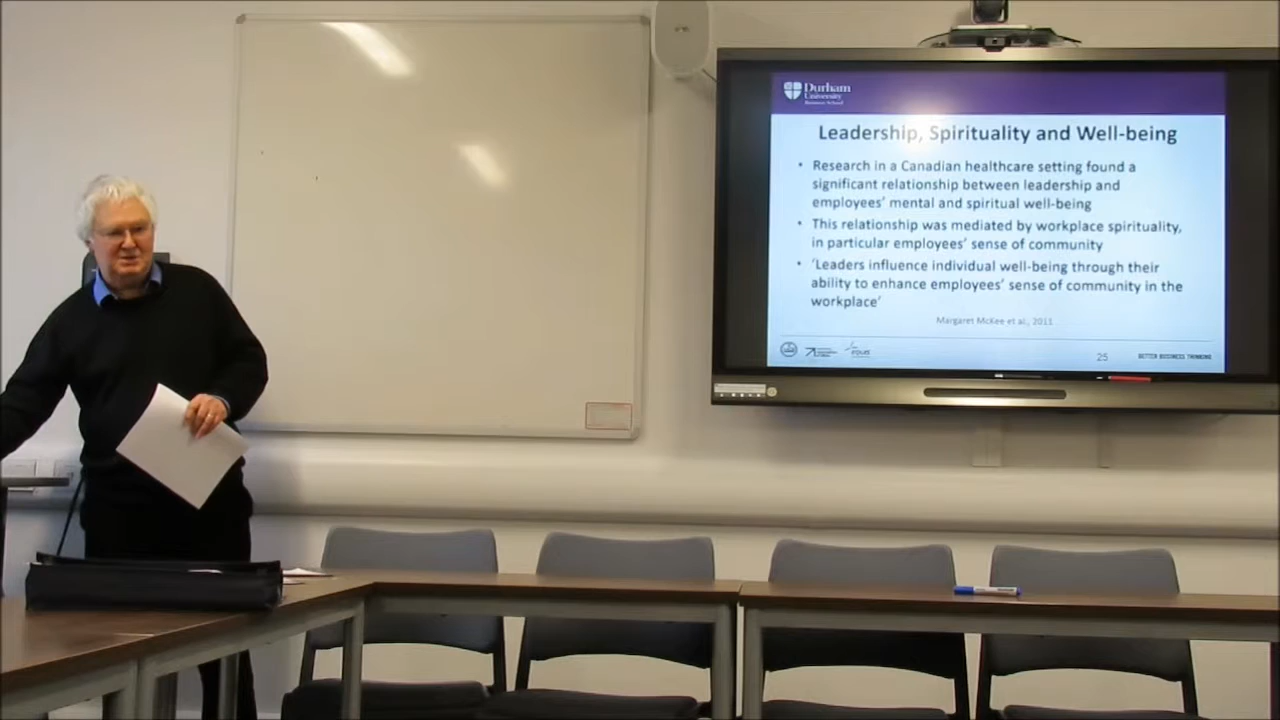 Durham
University
Business School
Leadership, Spirituality and Well-being
• Research in a Canadian healthcare setting found a
significant relationship between leadership and
employees' mental and spiritual well-being
• This relationship was mediated by workplace spirituality,
in particular employees' sense of community
• 'Leaders influence individual well-being through their
ability to enhance employees' sense of community in the
workplace'
Margaret McKee et al., 2011
25
BETTER BUSINESS THINKING